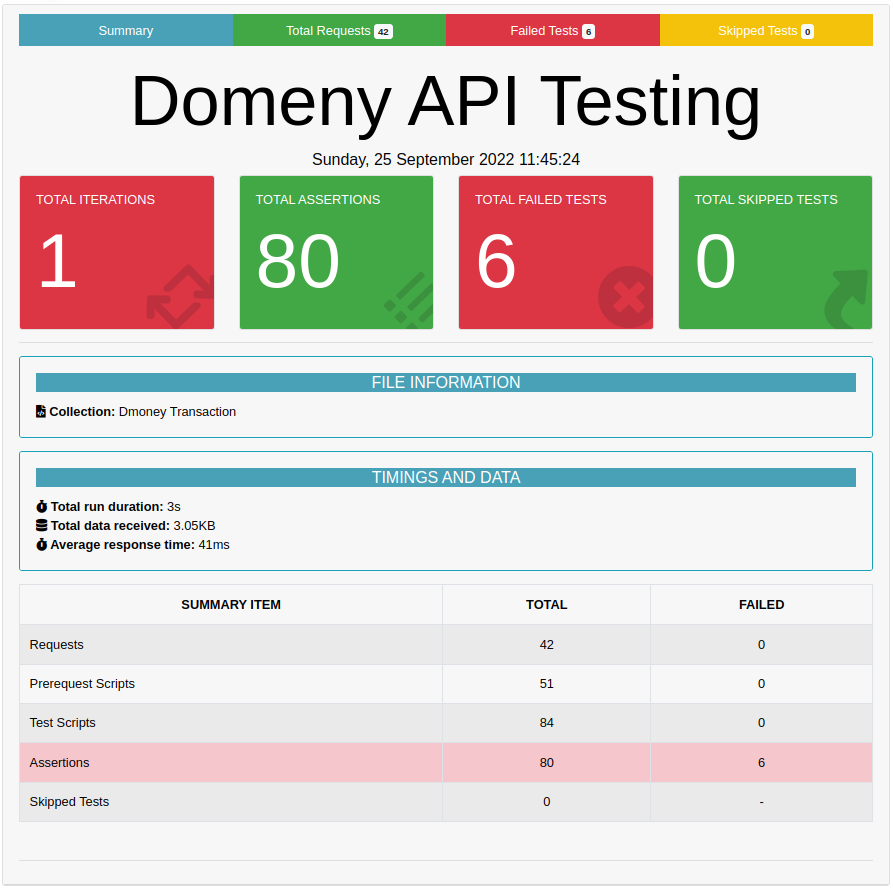 Summary Total Requests 42 Failed Tests 6 Skipped Tests 0
Domeny API Testing
Sunday, 25 September 2022 11:45:24
TOTAL ITERATIONS TOTAL ASSERTIONS TOTAL FAILED TESTS TOTAL SKIPPED TESTS
1 80 6 0
FILE INFORMATION
Collection: Dmoney Transaction
TIMINGS AND DATA
Total run duration: 3s
Total data received: 3.05KB
Average response time: 41ms
SUMMARY ITEM TOTAL FAILED
Requests 42 0
Prerequest Scripts 51 0
Test Scripts 84 0
Assertions 80 6
Skipped Tests 0 -